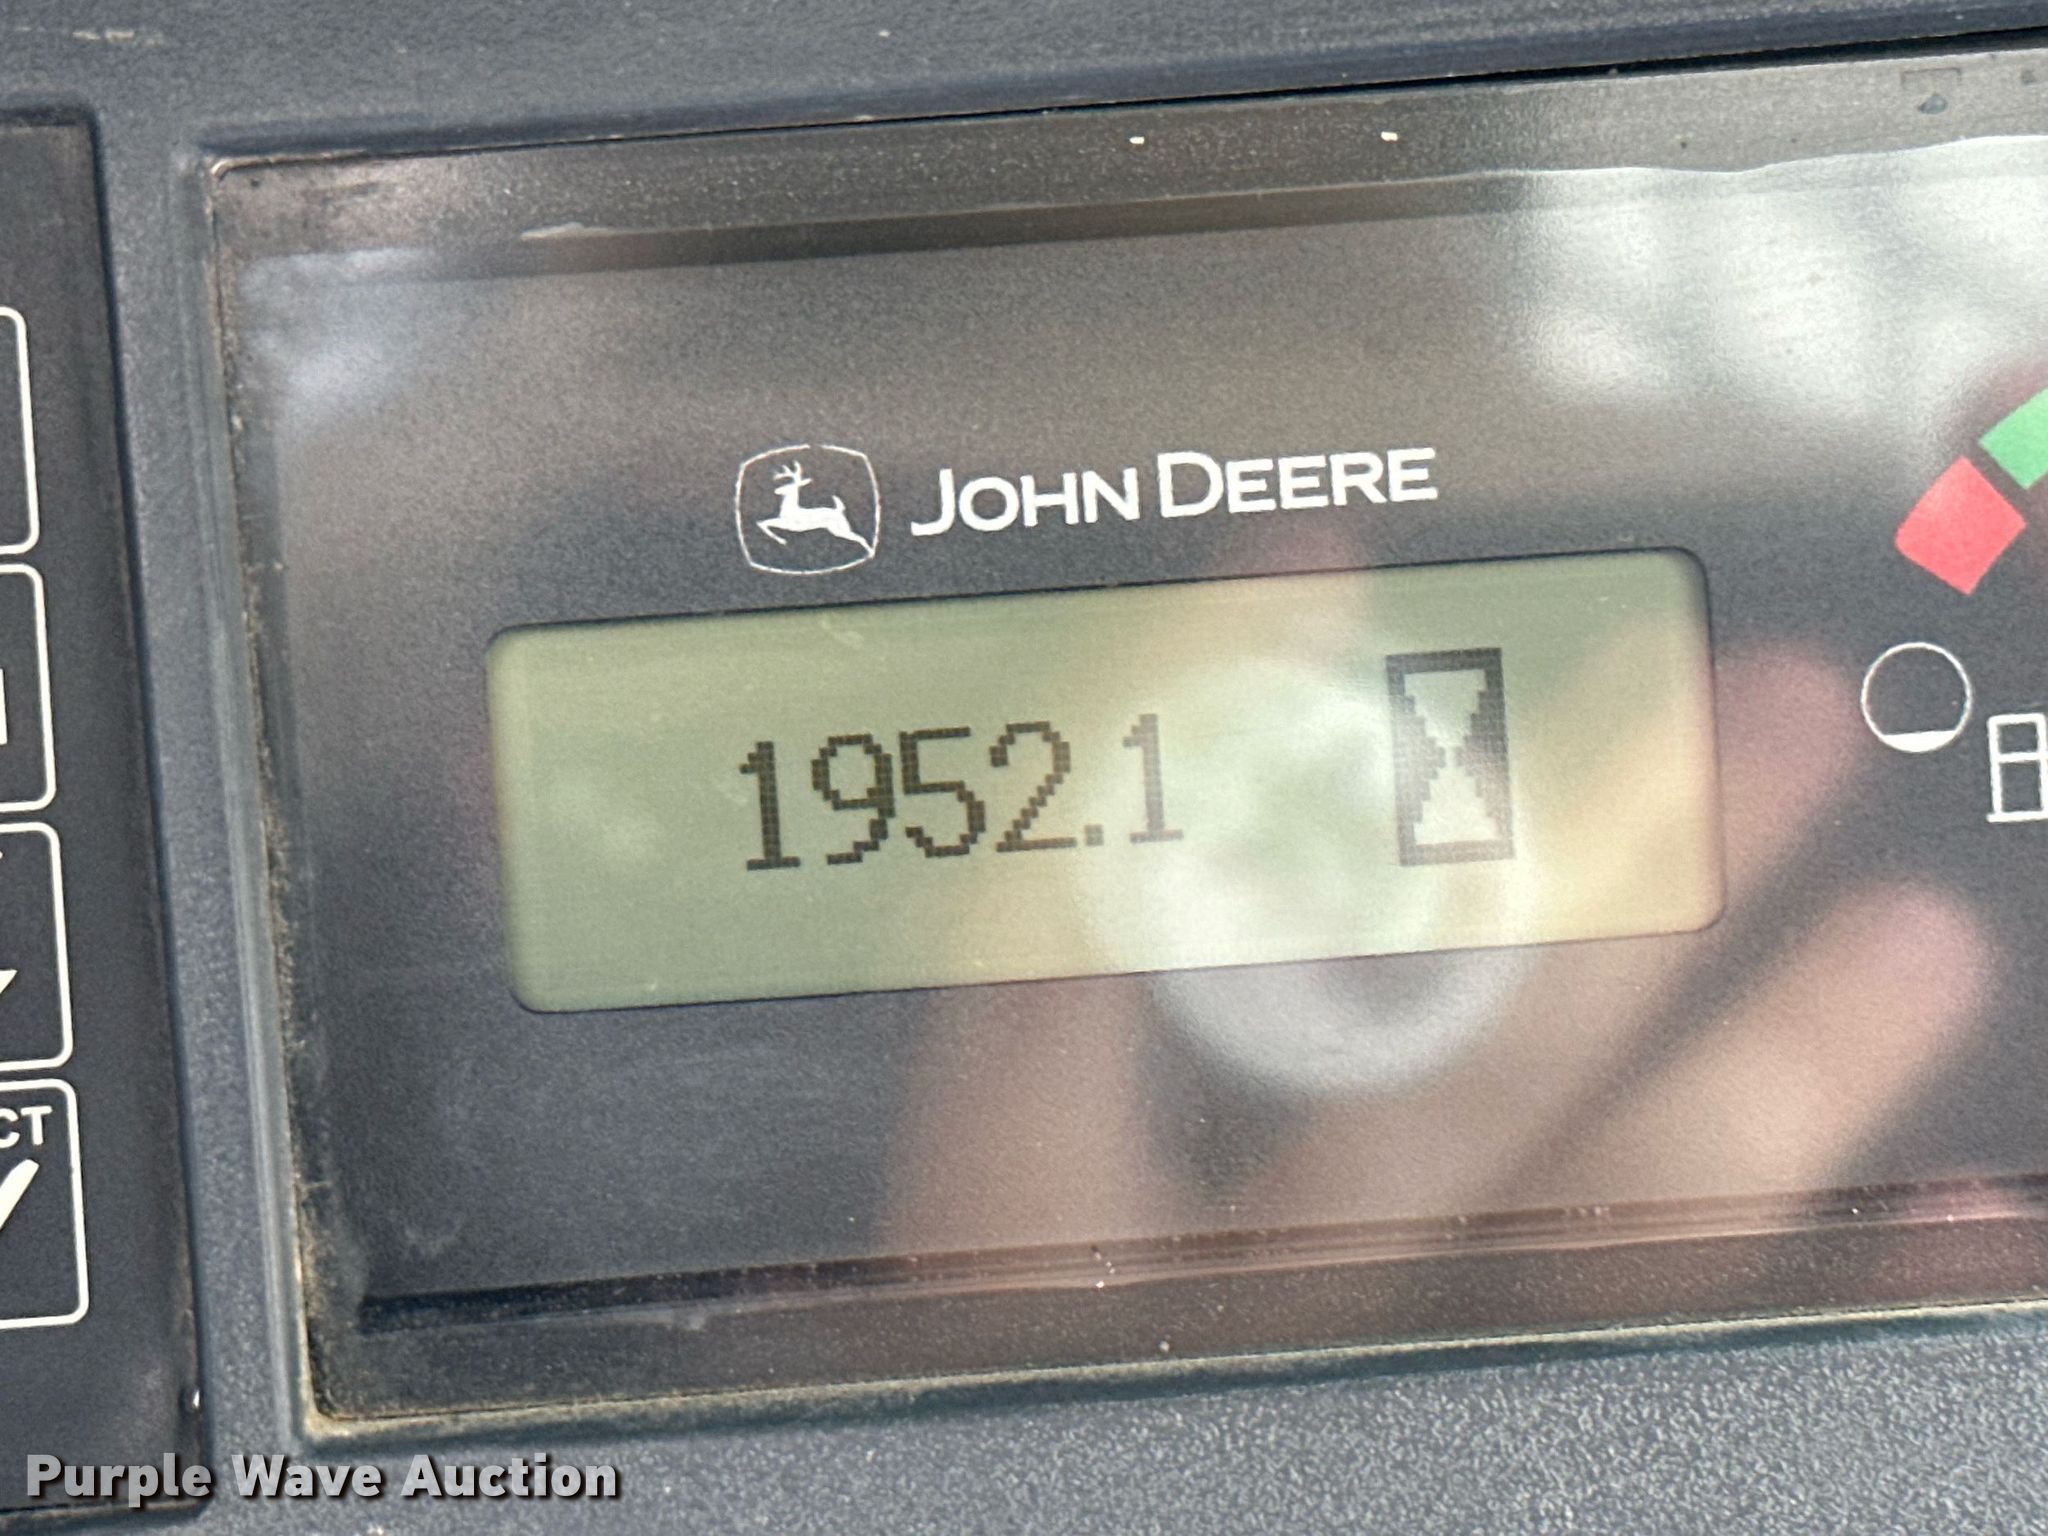 JOHN DEERE
1952.1
CT
Purple Wave Auction